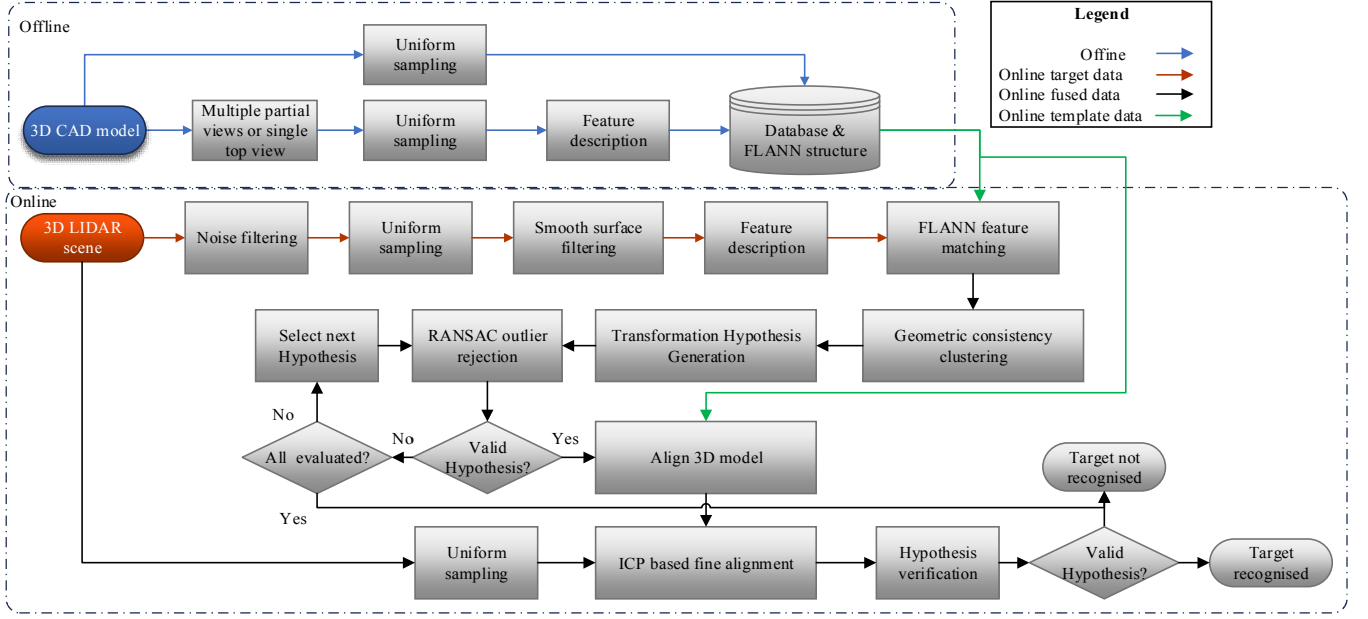 Offline
Uniform
sampling
3D CAD model
Multiple partial
views or single
top view
Uniform
sampling
Feature
description
Database &
FLANN structure
Legend
Offine
Online target data
Online fused data
Online template data
Online
3D LIDAR
scene
Noise filtering
Uniform
sampling
Smooth surface
filtering
Feature
description
FLANN feature
matching
Select next
Hypothesis
RANSAC outlier
rejection
Transformation Hypothesis
Generation
Geometric consistency
clustering
No
All evaluated?
No
Valid
Hypothesis?
Yes
Align 3D model
Target not
recognised
Yes
Uniform
sampling
ICP based fine alignment
Hypothesis
verification
Valid
Hypothesis?
Target
recognised